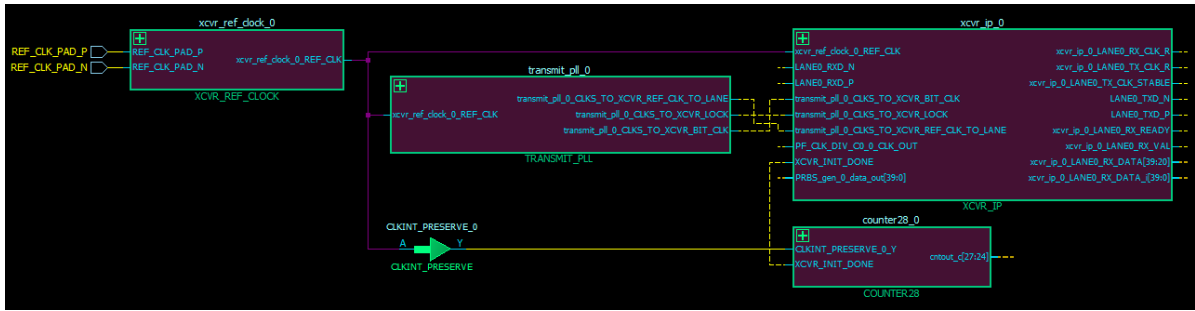 xcvr_ref_clock_0
REF_CLK_PAD_P
REF_CLK_PAD_N
REF_CLK_PAD_P
REF_CLK_PAD_N
xcvr_ref_clock_0_REF_CLK
XCVR_REF_CLOCK
transmit_pll_0
xcvr_ref_clock_0_REF_CLK
transmit_pll_0_CLKS_TO_XCVR_REF_CLK_TO_LANE
transmit_pll_0_CLKS_TO_XCVR_LOCK
transmit_pll_0_CLKS_TO_XCVR_BIT_CLK
TRANSMIT_PLL
xcvr_ip_0
xcvr_ref_clock_0_REF_CLK
LANE0_RXD_N
LANE0_RXD_P
transmit_pll_0_CLKS_TO_XCVR_BIT_CLK
transmit_pll_0_CLKS_TO_XCVR_LOCK
transmit_pll_0_CLKS_TO_XCVR_REF_CLK_TO_LANE
PF_CLK_DIV_C0_0_CLK_OUT
XCVR_INIT_DONE
PRBS_gen_0_data_out[39:0]
xcvr_ip_0_LANE0_RX_CLK_R
xcvr_ip_0_LANE0_TX_CLK_R
xcvr_ip_0_LANE0_TX_CLK_STABLE
LANE0_TXD_N
LANE0_TXD_P
xcvr_ip_0_LANE0_RX_READY
xcvr_ip_0_LANE0_RX_VAL
xcvr_ip_0_LANE0_RX_DATA[39:20]
xcvr_ip_0_LANE0_RX_DATA_i[39:0]
XCVR_IP
CLKINT_PRESERVE_0
A
Y
CLKINT_PRESERVE
counter28_0
CLKINT_PRESERVE_0_Y
XCVR_INIT_DONE
cntout_c[27:24]
COUNTER28